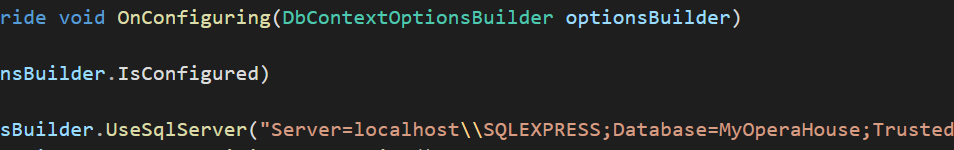 ride void OnConfiguring(DbContextOptionsBuilder optionsBuilder)
nsBuilder.IsConfigured)
sBuilder.UseSqlServer("Server=localhost\\SQLEXPRESS;Database=MyOperaHouse;Trusted